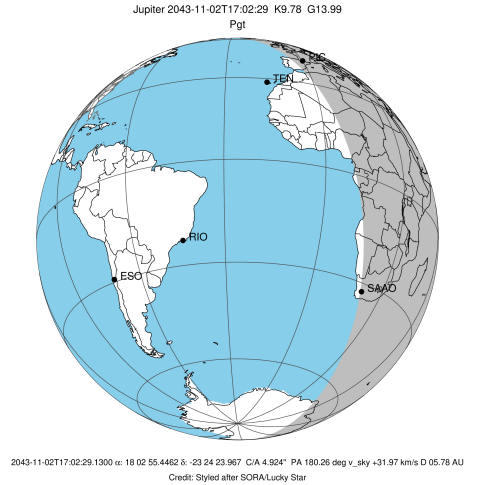 Jupiter 2043-11-02T17:02:29 K9.78 G13.99
Pgt
PIC
TEN
RIO
ESO
SAAO
2043-11-02T17:02:29.1300 α: 18 02 55.4462 δ: -23 24 23.967 C/A 4.924" PA 180.26 deg v_sky +31.97 km/s D 05.78 AU
Credit: Styled after SORA/Lucky Star